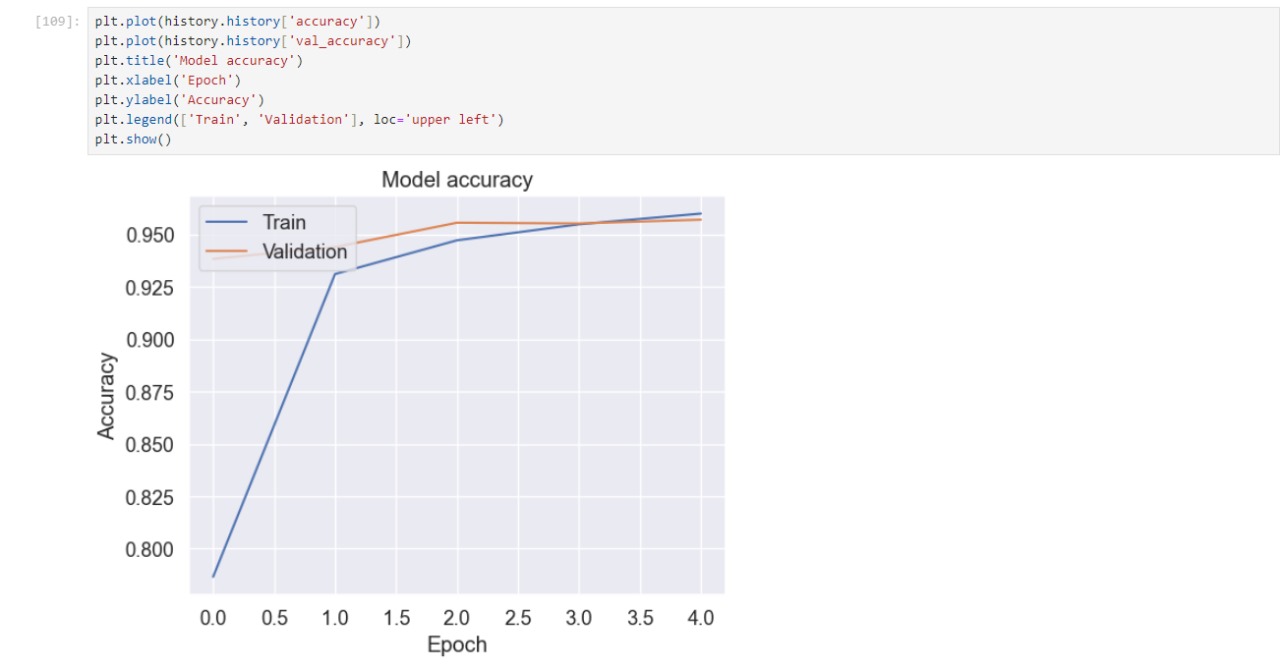 [109]:
plt.plot(history.history['accuracy'])
plt.plot(history.history['val_accuracy'])
plt.title('Model accuracy')
plt.xlabel('Epoch')
plt.ylabel('Accuracy')
plt.legend(['Train', 'Validation'], loc='upper left')
plt.show()
Model accuracy
Train
Validation
0.950
0.925
0.900
0.875
0.850
0.825
0.800
Accuracy
0.0 0.5 1.0 1.5 2.0 2.5 3.0 3.5 4.0
Epoch